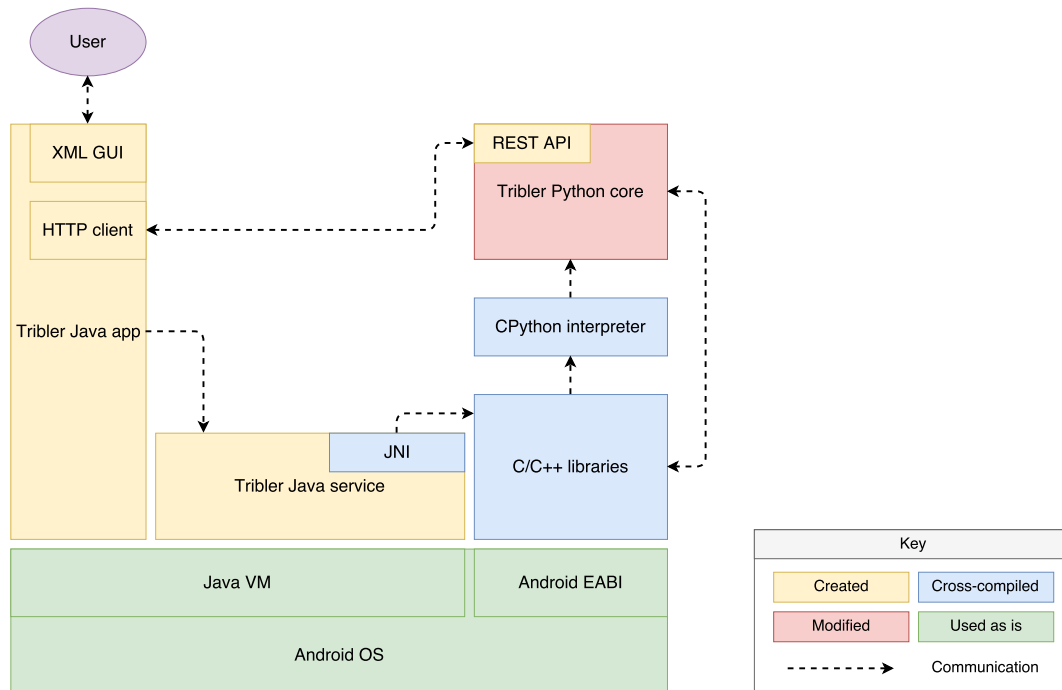 User
XML GUI
REST API
Tribler Python core
HTTP client
CPython interpreter
Tribler Java app
JNI
C/C++ libraries
Tribler Java service
Java VM
Android EABI
Android OS
Key
Created
Cross-compiled
Modified
Used as is
Communication